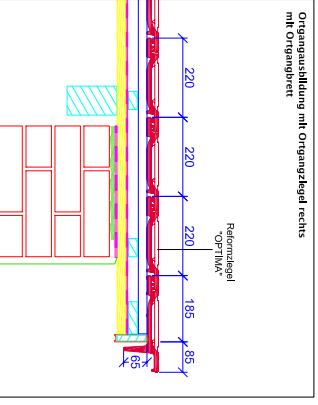 Ortgangausbildung mit Ortgangziegel rechts
mit Ortgangbrett
Reformziegel
"OPTIMA"
220
220
220
185
85
65